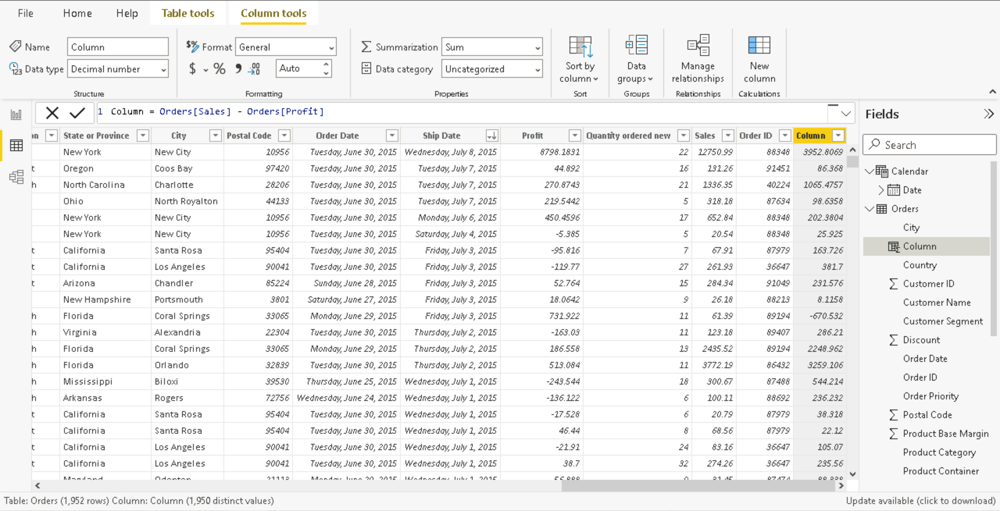 File Home Help Table tools Column tools
Name Column Format General Summarization Sum
Data type Decimal number $ % 9 .00 Auto Data category Uncategorized
Sort by column Data groups Manage relationships New column
Structure Formatting Properties Sort Groups Relationships Calculations
1 Column = Orders[Sales] - Orders[Profit]
on State or Province City Postal Code Order Date Ship Date Profit Quantity ordered new Sales Order ID Column
New York New City 10956 Tuesday, June 30, 2015 Wednesday, July 8, 2015 8798.1831 22 12750.99 88348 3952.8069
t Oregon Coos Bay 97420 Tuesday, June 30, 2015 Tuesday, July 7, 2015 44.892 16 131.26 91451 86.368
h North Carolina Charlotte 28206 Tuesday, June 30, 2015 Tuesday, July 7, 2015 270.8743 21 1336.35 40224 1065.4757
Ohio North Royalton 44133 Tuesday, June 30, 2015 Tuesday, July 7, 2015 219.5442 5 318.18 87634 98.6358
New York New City 10956 Tuesday, June 30, 2015 Monday, July 6, 2015 450.4596 17 652.84 88348 202.3804
New York New City 10956 Tuesday, June 30, 2015 Saturday, July 4, 2015 -5.385 5 20.54 88348 25.925
t California Santa Rosa 95404 Tuesday, June 30, 2015 Friday, July 3, 2015 -95.816 7 67.91 87979 163.726
t California Los Angeles 90041 Tuesday, June 30, 2015 Friday, July 3, 2015 -119.77 27 261.93 36647 381.7
t Arizona Chandler 85224 Sunday, June 28, 2015 Friday, July 3, 2015 52.764 15 284.34 91049 231.576
New Hampshire Portsmouth 3801 Saturday, June 27, 2015 Friday, July 3, 2015 18.0642 9 26.18 88213 8.1158
h Florida Coral Springs 33065 Monday, June 29, 2015 Friday, July 3, 2015 731.922 11 61.39 89194 -670.532
h Virginia Alexandria 22304 Tuesday, June 30, 2015 Thursday, July 2, 2015 -163.03 11 123.18 89407 286.21
h Florida Coral Springs 33065 Monday, June 29, 2015 Thursday, July 2, 2015 186.558 13 2435.52 89194 2248.962
h Florida Orlando 32839 Tuesday, June 30, 2015 Thursday, July 2, 2015 513.084 11 3772.19 86432 3259.106
h Mississippi Biloxi 39530 Thursday, June 25, 2015 Wednesday, July 1, 2015 -243.544 18 300.67 87488 544.214
h Arkansas Rogers 72756 Wednesday, June 24, 2015 Wednesday, July 1, 2015 -136.122 6 100.11 88692 236.232
t California Santa Rosa 95404 Tuesday, June 30, 2015 Wednesday, July 1, 2015 -17.528 6 20.79 87979 38.318
t California Santa Rosa 95404 Tuesday, June 30, 2015 Wednesday, July 1, 2015 46.44 8 68.56 87979 22.12
t California Los Angeles 90041 Tuesday, June 30, 2015 Wednesday, July 1, 2015 -21.91 24 83.16 36647 105.07
t California Los Angeles 90041 Tuesday, June 30, 2015 Wednesday, July 1, 2015 38.7 32 274.26 36647 235.56
Fields
Search
Calendar
Date
Orders
City
Column
Country
Customer ID
Customer Name
Customer Segment
Discount
Order Date
Order ID
Order Priority
Postal Code
Product Base Margin
Product Category
Product Container
Table: Orders (1,952 rows) Column: Column (1,950 distinct values)
Update available (click to download)